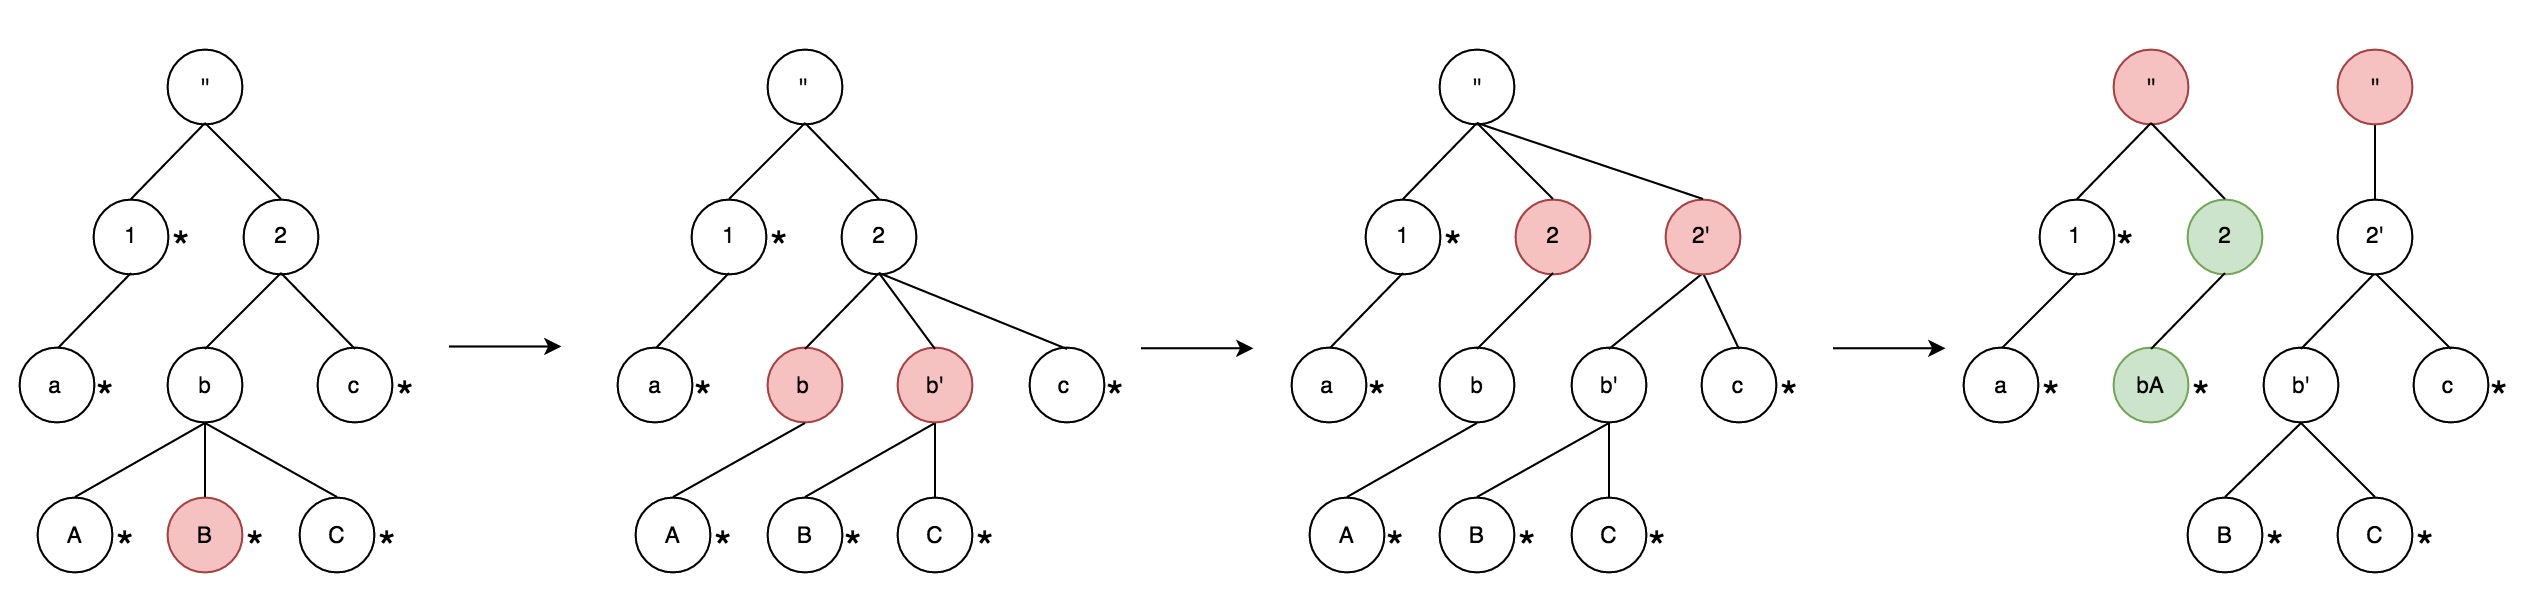 " " " " "
1 * 2 1 * 2 1 * 2 2' 1 * 2 2'
a * b c * a * b b' c * a * b b' c * a * bA * b' c *
A * B * C * A * B * C * A * B * C * B * C *